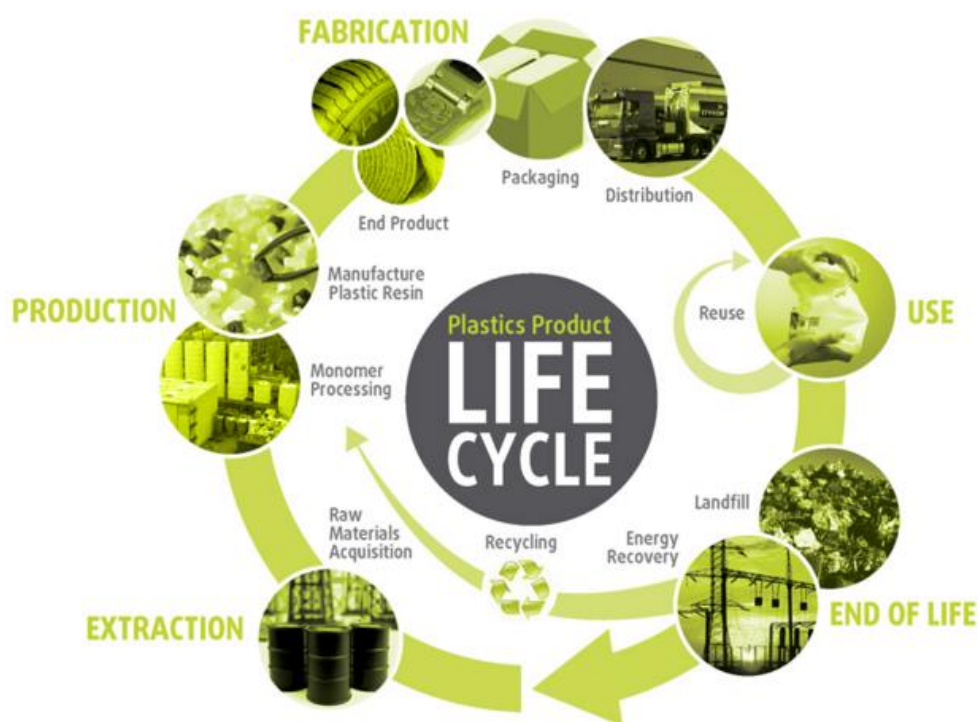 FABRICATION
Packaging
Distribution
End Product
Manufacture
Plastic Resin
PRODUCTION
Monomer
Processing
Reuse
USE
Plastics Product
LIFE
CYCLE
Landfill
Energy
Recovery
Recycling
Raw
Materials
Acquisition
EXTRACTION
END OF LIFE